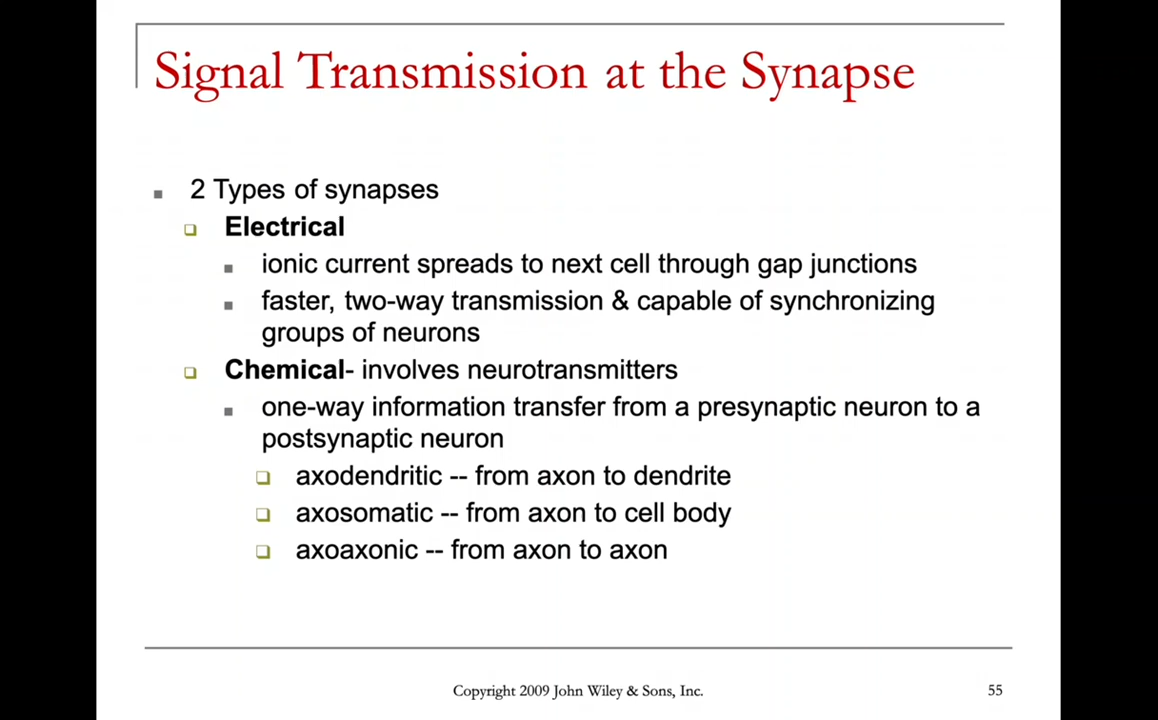 Signal Transmission at the Synapse
2 Types of synapses
Electrical
ionic current spreads to next cell through gap junctions
faster, two-way transmission & capable of synchronizing
groups of neurons
Chemical- involves neurotransmitters
one-way information transfer from a presynaptic neuron to a
postsynaptic neuron
axodendritic -- from axon to dendrite
axosomatic -- from axon to cell body
axoaxonic -- from axon to axon
Copyright 2009 John Wiley & Sons, Inc.
55